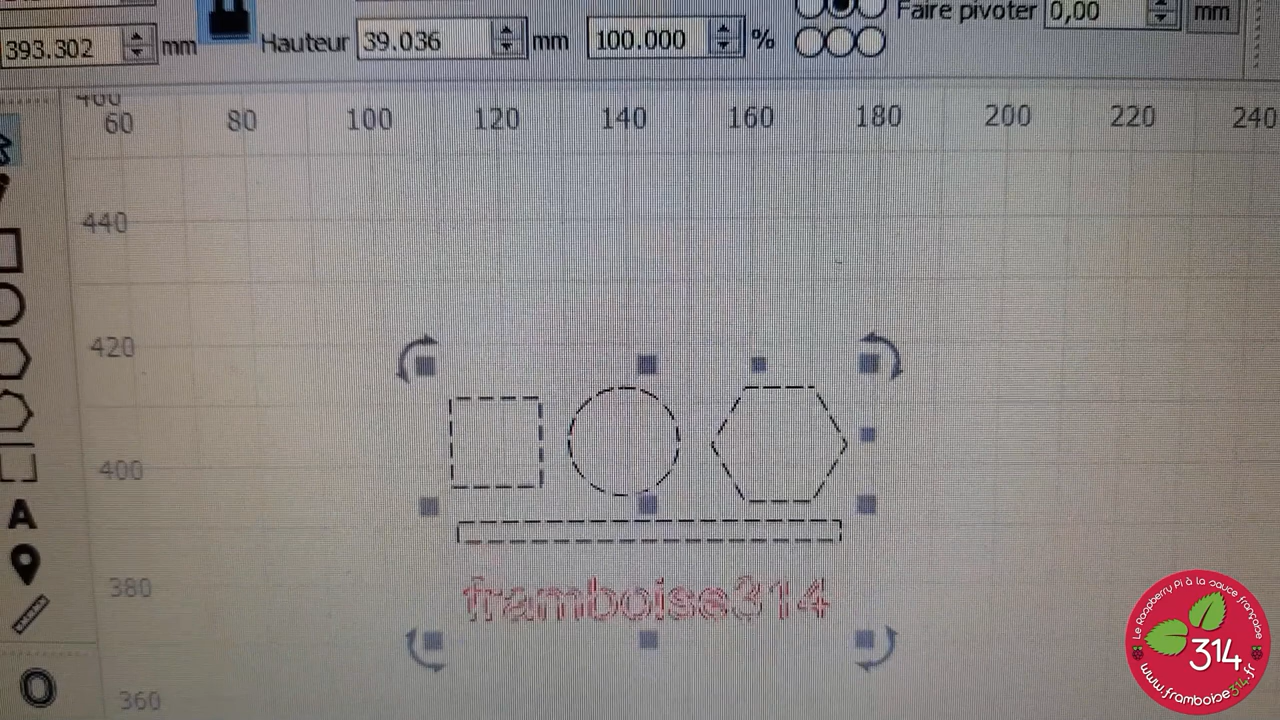 393.302 mm Hauteur 39.036 mm 100.000 % Faire pivoter 0,00 mm
400
60 80 100 120 140 160 180 200 220 240
440
420
400
380
360
A
framboise314
Le Raspberry Pi à la sauce française
314
www.framboise314.fr